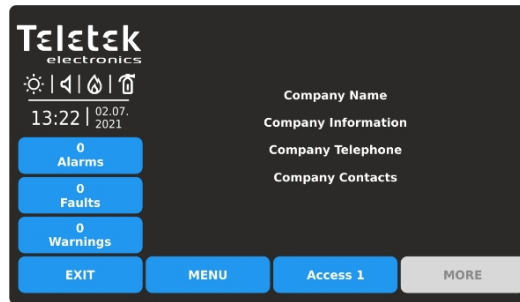 Teletek
electronics
13:22
02.07.
2021
0
Alarms
0
Faults
0
Warnings
Company Name
Company Information
Company Telephone
Company Contacts
EXIT
MENU
Access 1
MORE